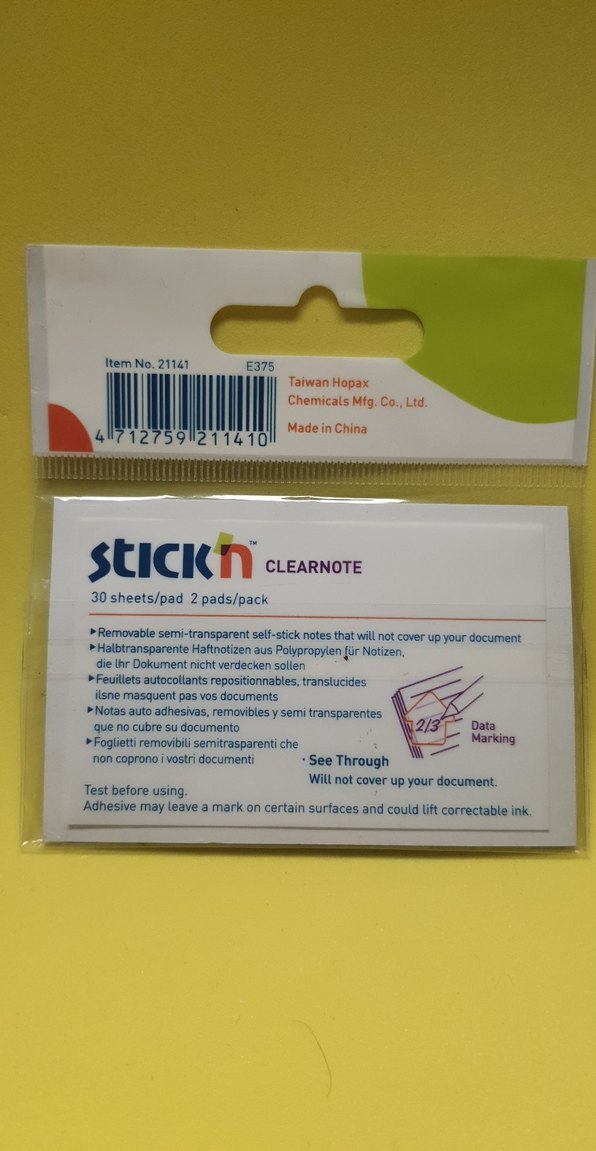 Item No. 21141 E375
4 712759 211410
Taiwan Hopax
Chemicals Mfg. Co., Ltd.
Made in China
stick'n™ CLEARNOTE
30 sheets/pad 2 pads/pack
▶Removable semi-transparent self-stick notes that will not cover up your document
▶Halbtransparente Haftnotizen aus Polypropylen für Notizen,
die Ihr Dokument nicht verdecken sollen
▶Feuillets autocollants repositionnables, translucides
ilsne masquent pas vos documents
▶Notas auto adhesivas, removibles y semi transparentes
que no cubre su documento
▶Foglietti removibili semitrasparenti che
non coprono i vostri documenti
2/3
Data
Marking
· See Through
Will not cover up your document.
Test before using.
Adhesive may leave a mark on certain surfaces and could lift correctable ink.